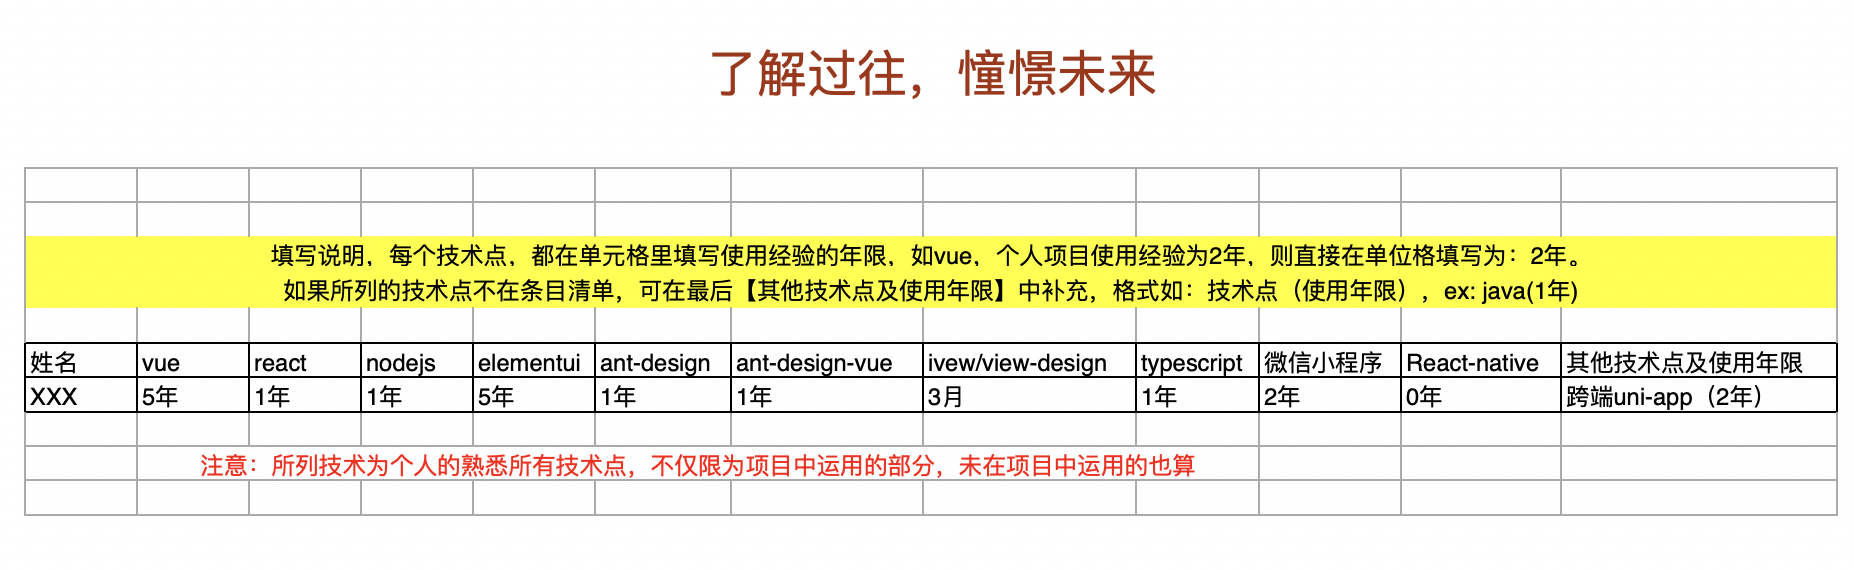 了解过往，憧憬未来
填写说明，每个技术点，都在单元格里填写使用经验的年限，如vue，个人项目使用经验为2年，则直接在单位格填写为：2年。
如果所列的技术点不在条目清单，可在最后【其他技术点及使用年限】中补充，格式如：技术点（使用年限），ex: java(1年)
姓名 vue react nodejs elementui ant-design ant-design-vue ivew/view-design typescript 微信小程序 React-native 其他技术点及使用年限
XXX 5年 1年 1年 5年 1年 1年 3月 1年 2年 0年 跨端uni-app（2年）
注意：所列技术为个人的熟悉所有技术点，不仅限为项目中运用的部分，未在项目中运用的也算